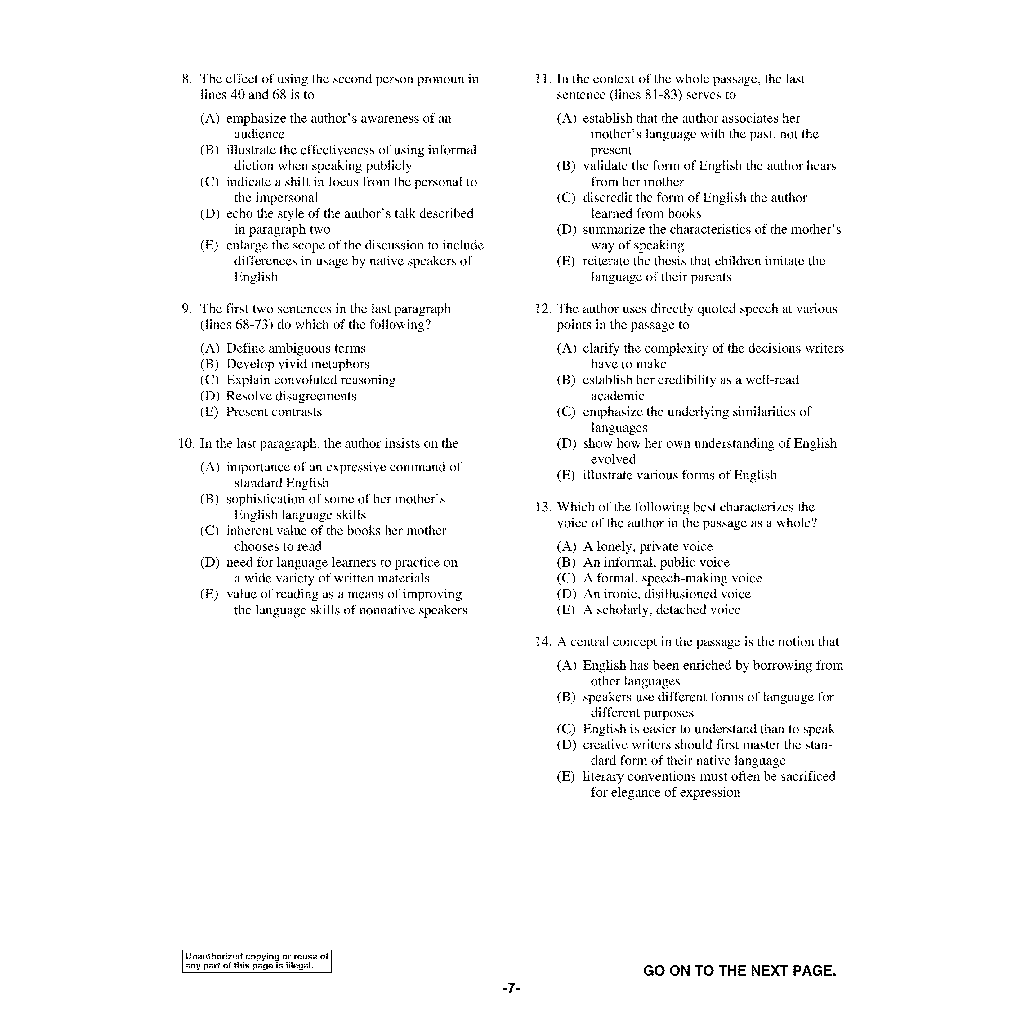 8. The effect of using the second person pronoun in
lines 40 and 68 is to
(A) emphasize the author's awareness of an
audience
(B) illustrate the effectiveness of using informal
diction when speaking publicly
(C) indicate a shift in focus from the personal to
the impersonal
(D) echo the style of the author's talk described
in paragraph two
(E) enlarge the scope of the discussion to include
differences in usage by native speakers of
English
9. The first two sentences in the last paragraph
(lines 68-73) do which of the following?
(A) Define ambiguous terms
(B) Develop vivid metaphors
(C) Explain convoluted reasoning
(D) Resolve disagreements
(E) Present contrasts
10. In the last paragraph, the author insists on the
(A) importance of an expressive command of
standard English
(B) sophistication of some of her mother's
English language skills
(C) inherent value of the books her mother
chooses to read
(D) need for language learners to practice on
a wide variety of written materials
(E) value of reading as a means of improving
the language skills of nonnative speakers
11. In the context of the whole passage, the last
sentence (lines 81-83) serves to
(A) establish that the author associates her
mother's language with the past, not the
present
(B) validate the form of English the author hears
from her mother
(C) discredit the form of English the author
learned from books
(D) summarize the characteristics of the mother's
way of speaking
(E) reiterate the thesis that children imitate the
language of their parents
12. The author uses directly quoted speech at various
points in the passage to
(A) clarify the complexity of the decisions writers
have to make
(B) establish her credibility as a well-read
academic
(C) emphasize the underlying similarities of
languages
(D) show how her own understanding of English
evolved
(E) illustrate various forms of English
13. Which of the following best characterizes the
voice of the author in the passage as a whole?
(A) A lonely, private voice
(B) An informal, public voice
(C) A formal, speech-making voice
(D) An ironic, disillusioned voice
(E) A scholarly, detached voice
14. A central concept in the passage is the notion that
(A) English has been enriched by borrowing from
other languages
(B) speakers use different forms of language for
different purposes
(C) English is easier to understand than to speak
(D) creative writers should first master the stan-
dard form of their native language
(E) literary conventions must often be sacrificed
for elegance of expression
Unauthorized copying or reuse of
any part of this page is illegal.
GO ON TO THE NEXT PAGE.
-7-